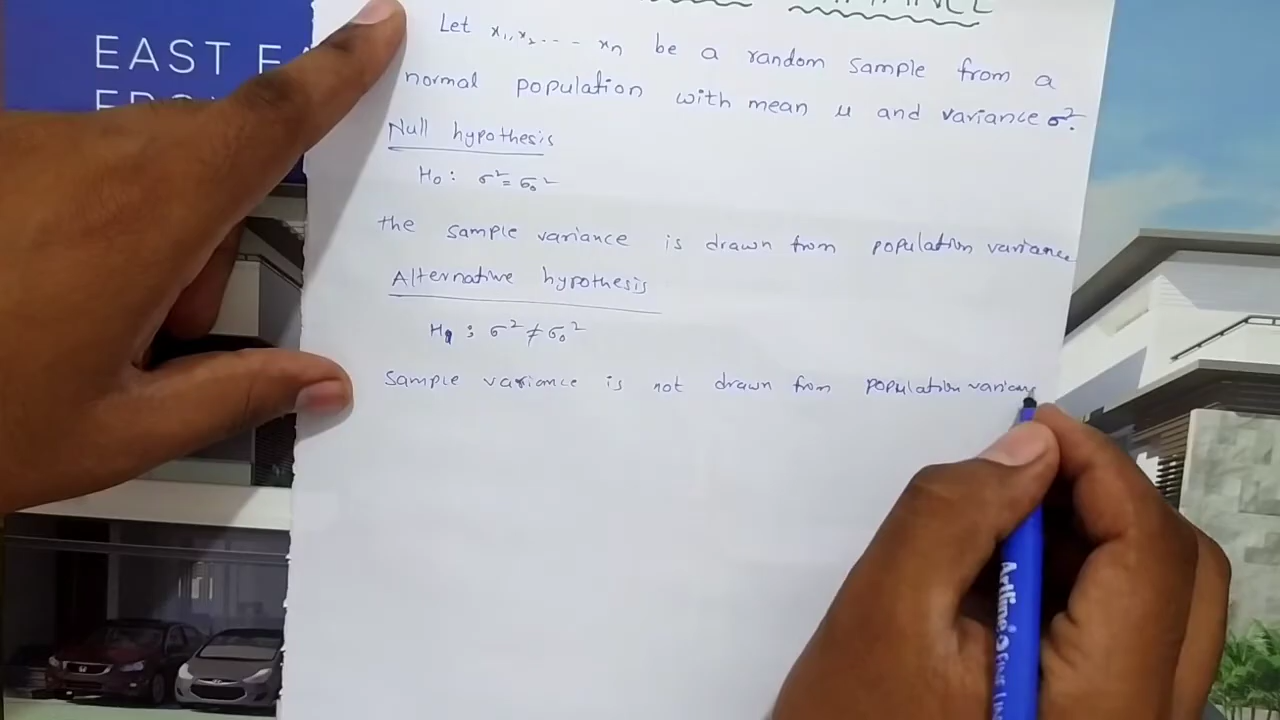 EAST
Let x₁, x₂ ---- xn be a random sample from a
normal population with mean μ and variance σ².
Null hypothesis
H₀ : σ² = σ₀²
the sample variance is drawn from population variance
Alternative hypothesis
H₁ : σ² ≠ σ₀²
Sample variance is not drawn from population varianc
Artline